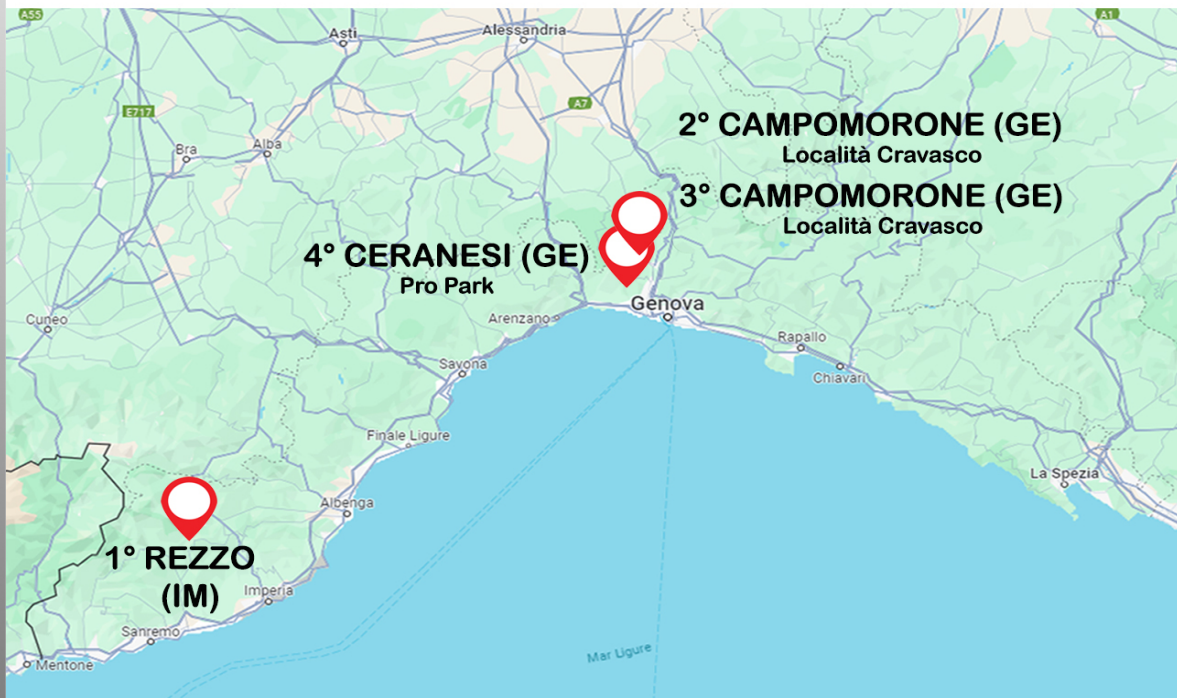 A55
A1
Asti
Alessandria
E717
A7
2° CAMPOMORONE (GE)
Località Cravasco
Bra
Alba
3° CAMPOMORONE (GE)
Località Cravasco
4° CERANESI (GE)
Pro Park
Genova
Cuneo
Arenzano
Rapallo
Savona
Chiavari
Finale Ligure
La Spezia
Albenga
1° REZZO
(IM)
Imperia
Sanremo
Mar Ligure
Mentone